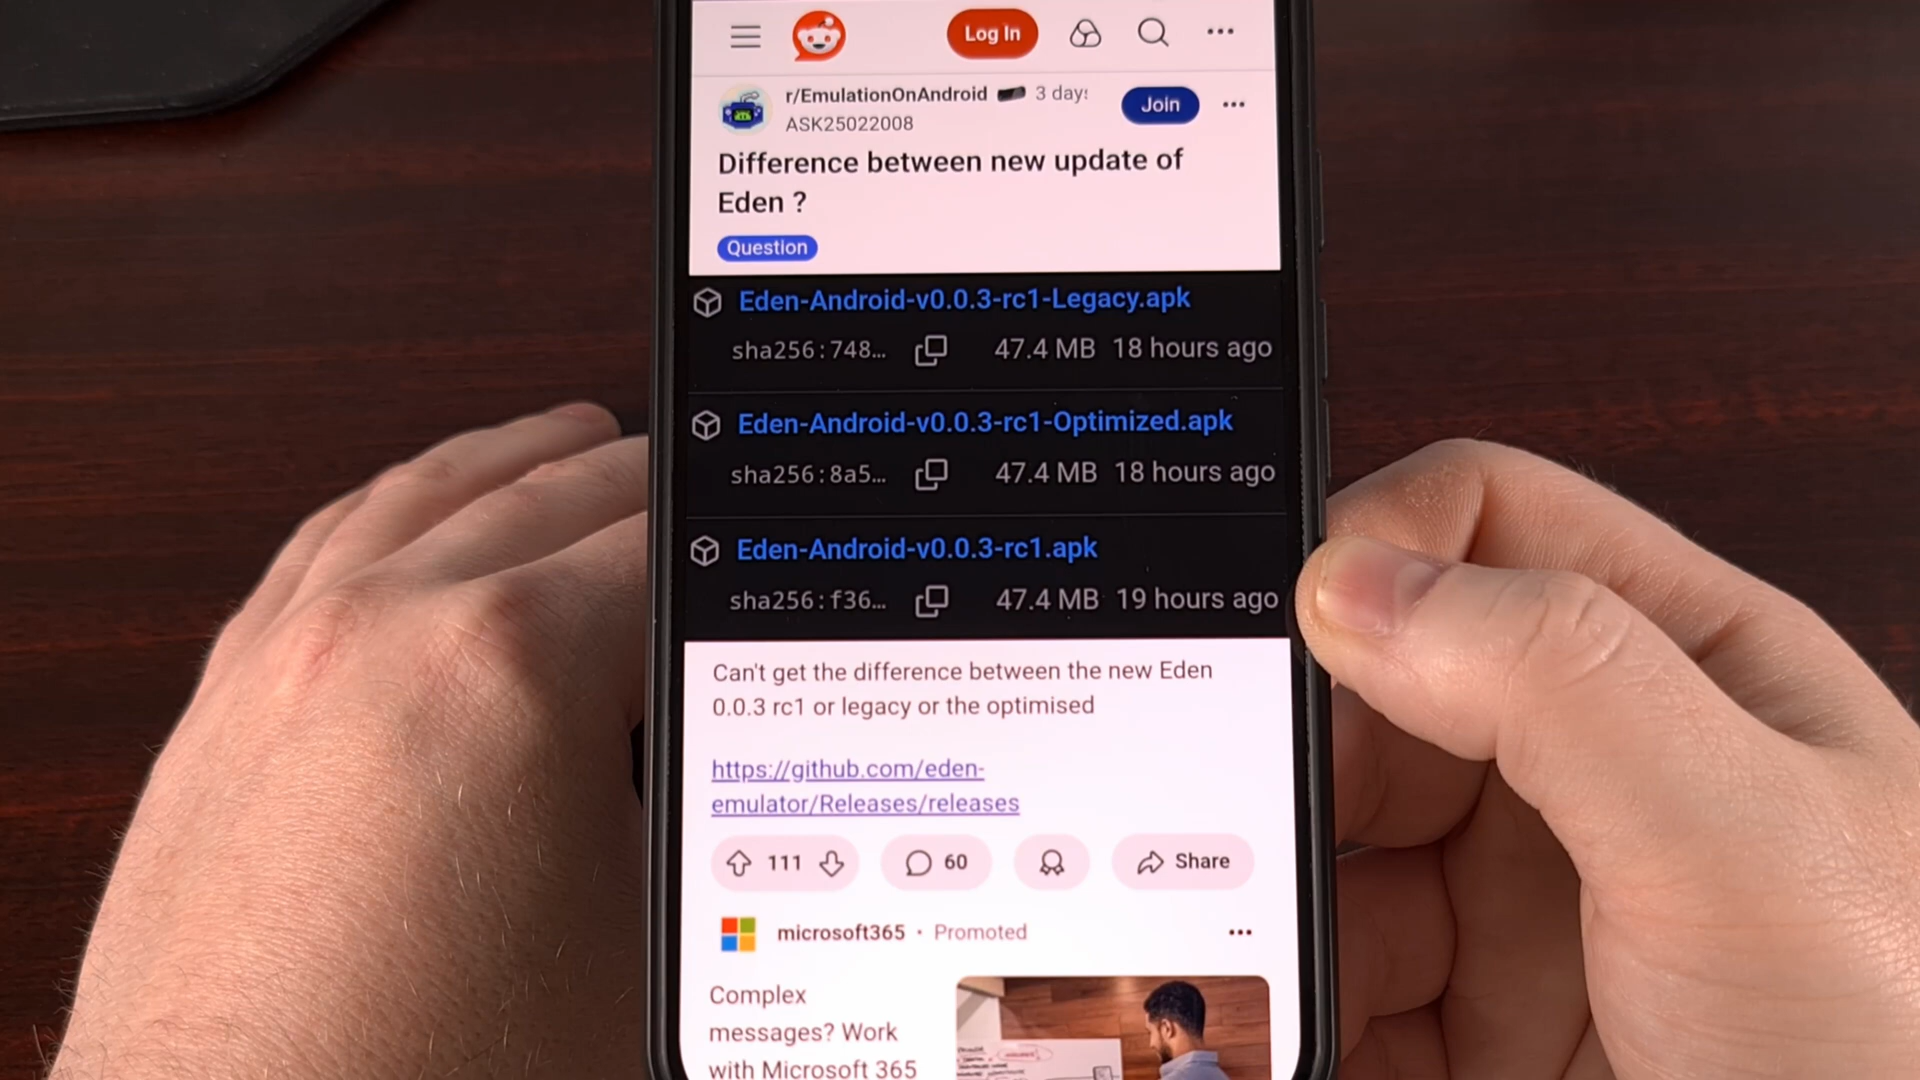 Log In
r/EmulationOnAndroid
3 days
Join
ASK25022008
Difference between new update of
Eden ?
Question
Eden-Android-v0.0.3-rc1-Legacy.apk
sha256:748... 47.4 MB 18 hours ago
Eden-Android-v0.0.3-rc1-Optimized.apk
sha256:8a5... 47.4 MB 18 hours ago
Eden-Android-v0.0.3-rc1.apk
sha256:f36... 47.4 MB 19 hours ago
Can't get the difference between the new Eden
0.0.3 rc1 or legacy or the optimised
https://github.com/eden-
emulator/Releases/releases
111 60 Share
microsoft365 • Promoted
Complex
messages? Work
with Microsoft 365